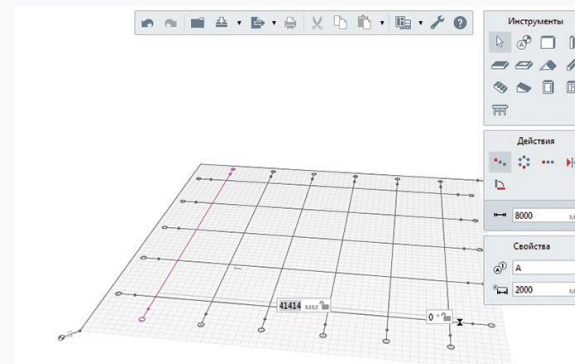 Инструменты
Действия
8000
Свойства
A
2000
41414 мм
0 °